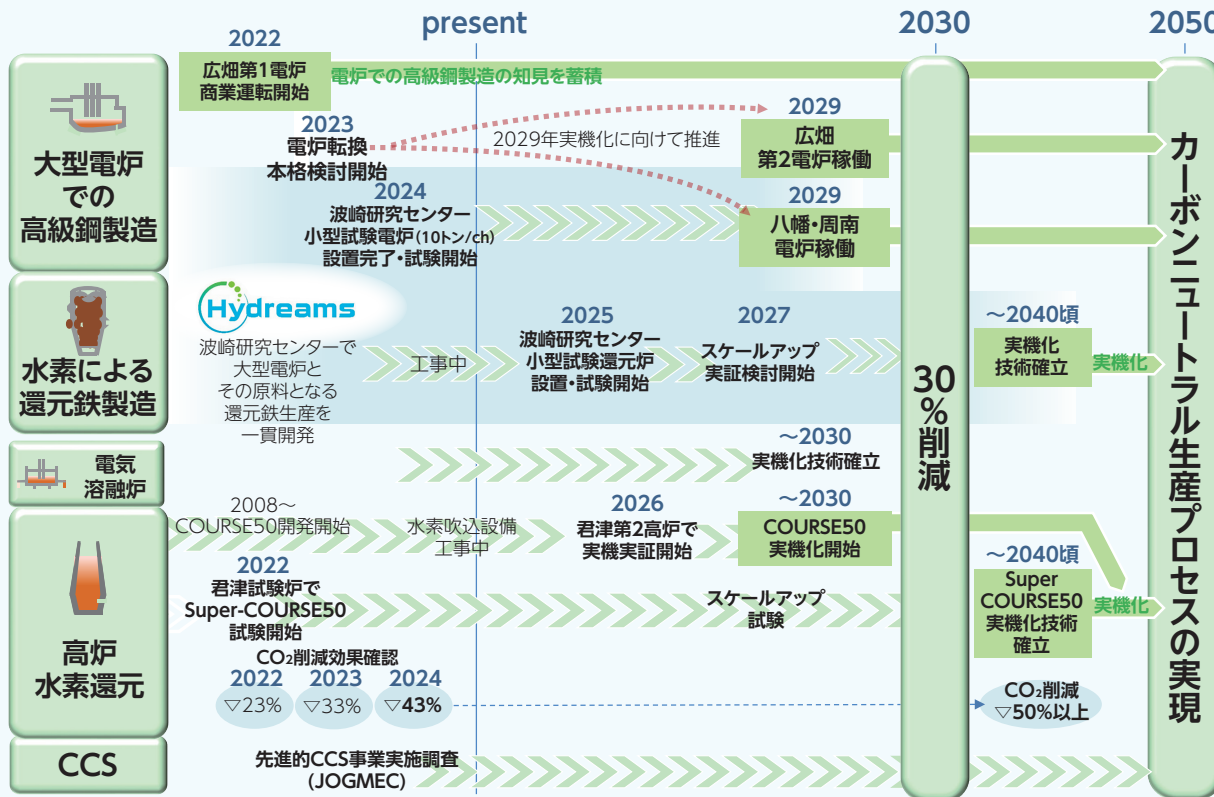 present
2030
2050
大型電炉
での
高級鋼製造
2022
広畑第1電炉
商業運転開始
電炉での高級鋼製造の知見を蓄積
2023
電炉転換
本格検討開始
2029年実機化に向けて推進
2029
広畑
第2電炉稼働
2024
波崎研究センター
小型試験電炉(10トン/ch)
設置完了・試験開始
2029
八幡・周南
電炉稼働
水素による
還元鉄製造
Hydreams
波崎研究センターで
大型電炉と
その原料となる
還元鉄生産を
一貫開発
工事中
2025
波崎研究センター
小型試験還元炉
設置・試験開始
2027
スケールアップ
実証検討開始
～2040頃
実機化
技術確立
実機化
電気
溶融炉
～2030
実機化技術確立
高炉
水素還元
2008～
COURSE50開発開始
水素吹込設備
工事中
2026
君津第2高炉で
実機実証開始
～2030
COURSE50
実機化開始
2022
君津試験炉で
Super-COURSE50
試験開始
スケールアップ
試験
～2040頃
Super
COURSE50
実機化技術
確立
実機化
CO₂削減効果確認
2022
▽23%
2023
▽33%
2024
▽43%
CO₂削減
▽50%以上
CCS
先進的CCS事業実施調査
(JOGMEC)
30%削減
カーボンニュートラル生産プロセスの実現